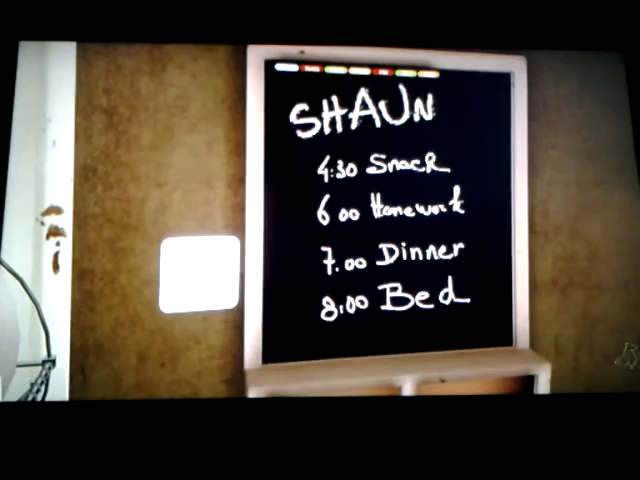 SHAUN
4:30 Snack
6 00 Homework
7.00 Dinner
8:00 Bed